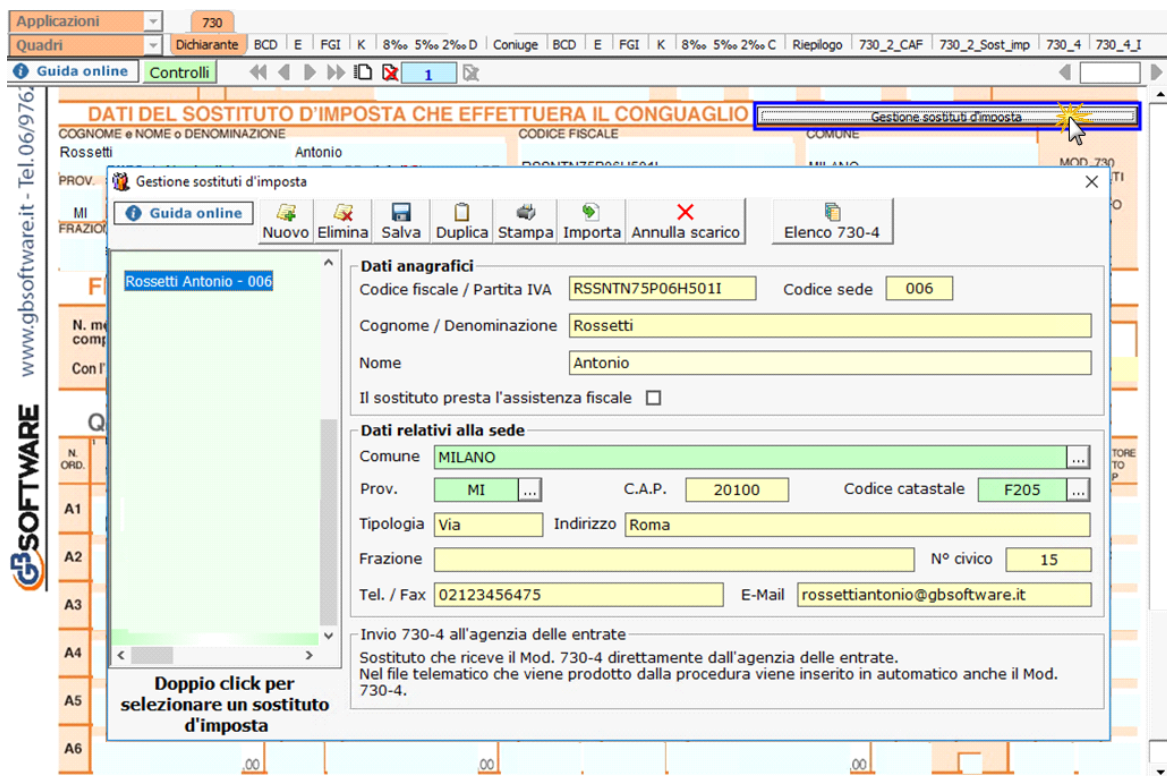 Applicazioni
730
Quadri
Dichiarante BCD E FGI K 8‰ 5‰ 2‰ D Coniuge BCD E FGI K 8‰ 5‰ 2‰ C Riepilogo 730_2_CAF 730_2_Sost_imp 730_4 730_4_I
Guida online Controlli 1
DATI DEL SOSTITUTO D'IMPOSTA CHE EFFETTUERA IL CONGUAGLIO
Gestione sostituti d'imposta
COGNOME e NOME o DENOMINAZIONE CODICE FISCALE COMUNE
Rossetti Antonio
MILANO
MOD. 730
PROV.
MI
Gestione sostituti d'imposta
Guida online
Nuovo Elimina Salva Duplica Stampa Importa Annulla scarico Elenco 730-4
Rossetti Antonio - 006
Dati anagrafici
Codice fiscale / Partita IVA RSSNTN75P06H501I Codice sede 006
Cognome / Denominazione Rossetti
Nome Antonio
Il sostituto presta l'assistenza fiscale
Dati relativi alla sede
Comune MILANO ...
Prov. MI ... C.A.P. 20100 Codice catastale F205 ...
Tipologia Via Indirizzo Roma
Frazione Nº civico 15
Tel. / Fax 02123456475 E-Mail rossettiantonio@gbsoftware.it
Invio 730-4 all'agenzia delle entrate
Sostituto che riceve il Mod. 730-4 direttamente dall'agenzia delle entrate.
Nel file telematico che viene prodotto dalla procedura viene inserito in automatico anche il Mod.
730-4.
Doppio click per
selezionare un sostituto
d'imposta
N.
ORD.
A1
A2
A3
A4
A5
A6
,00 ,00 ,00
GBSOFTWARE www.gbsoftware.it - Tel. 06/9762